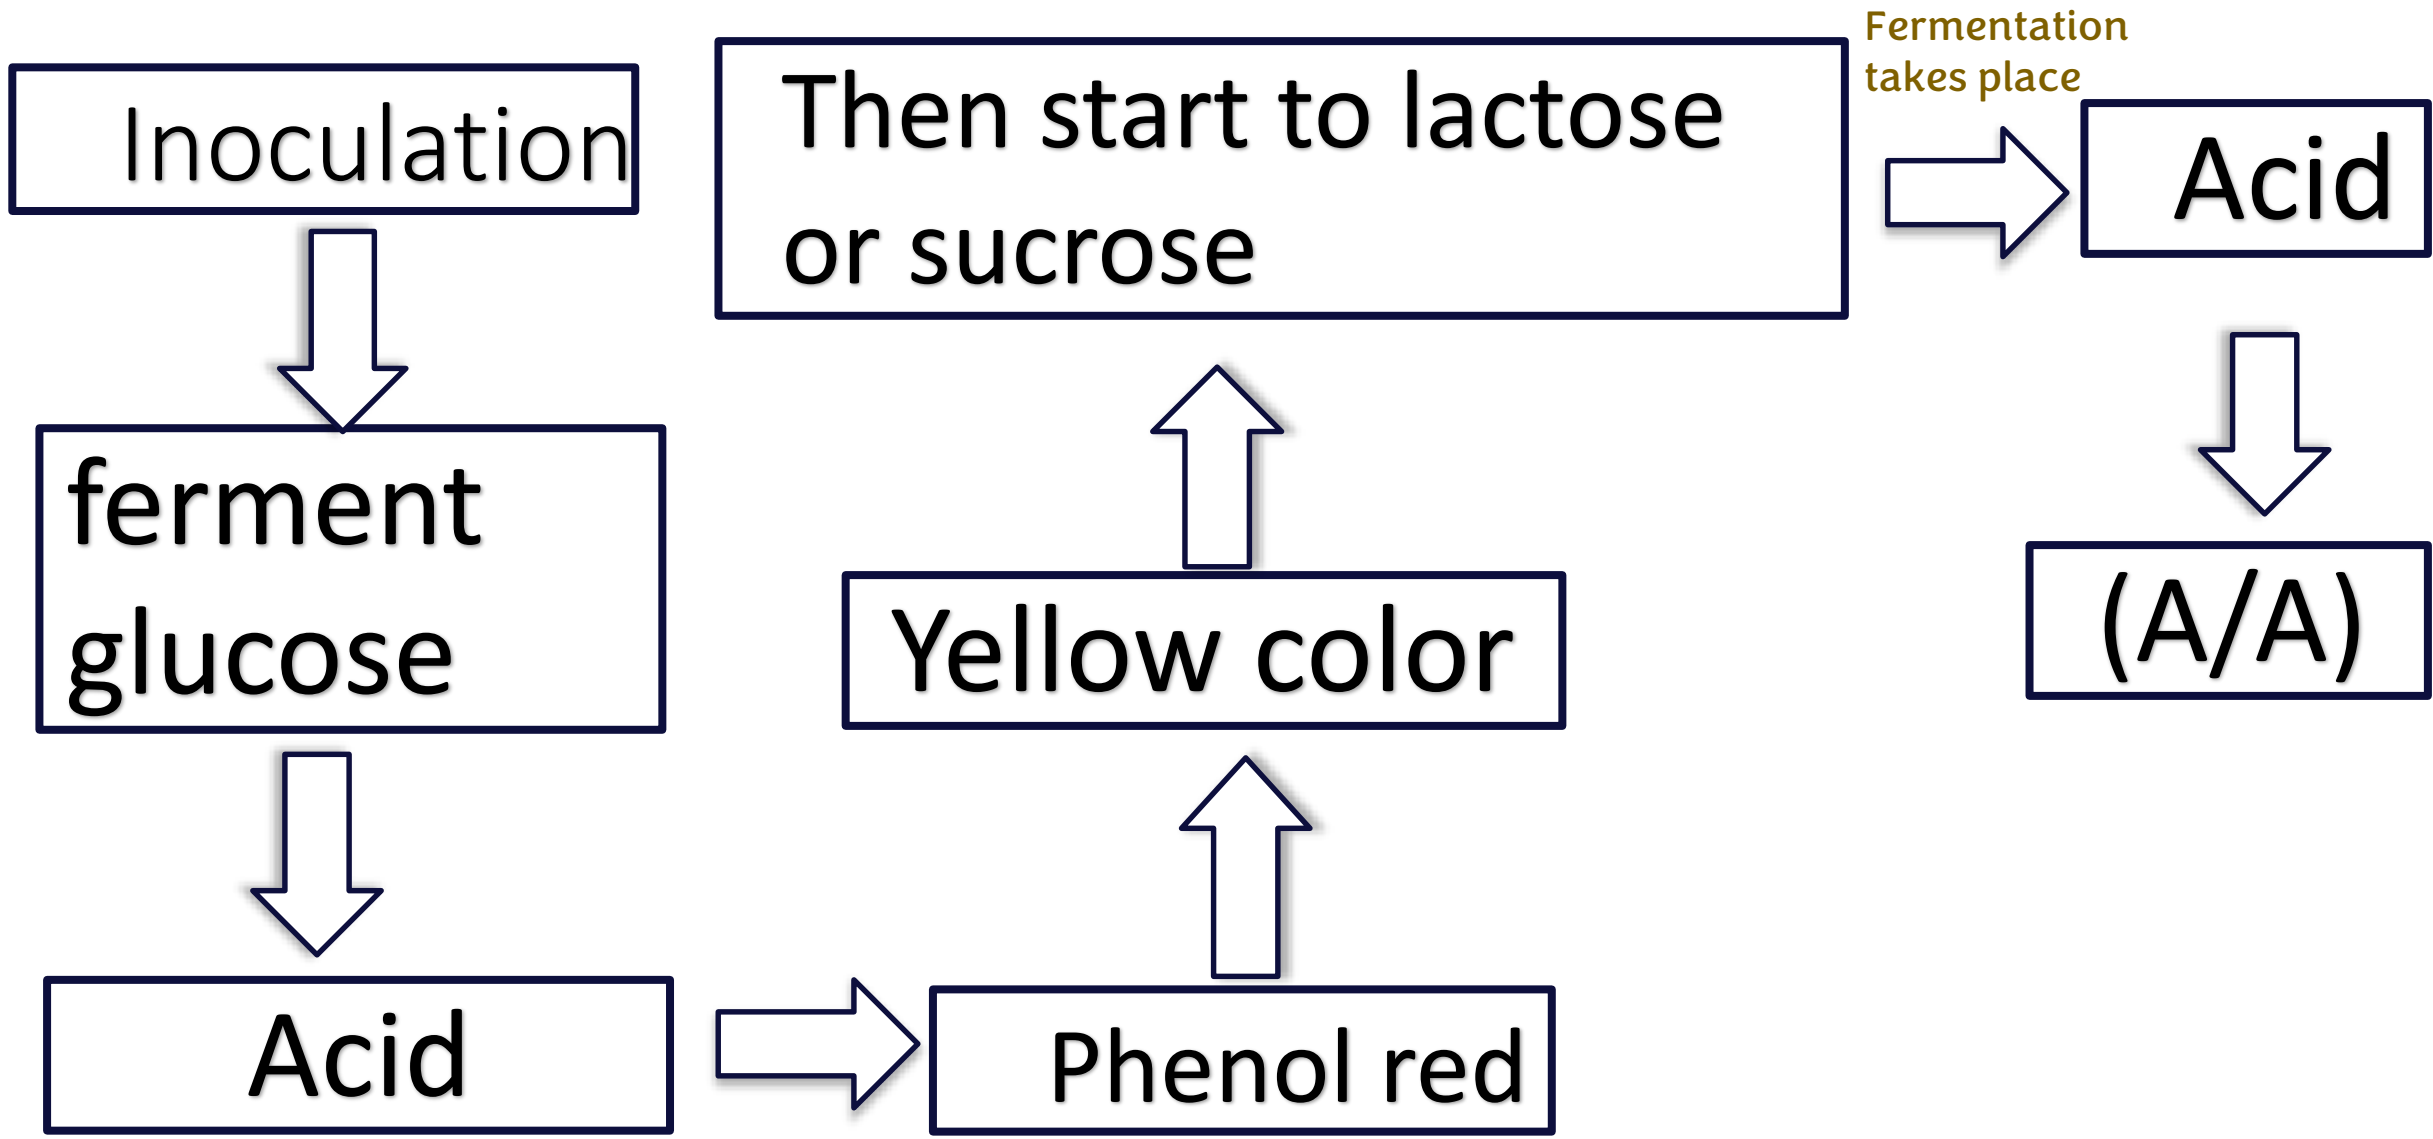 Inoculation
ferment
glucose
Acid
Phenol red
Yellow color
Then start to lactose
or sucrose
Fermentation
takes place
Acid
(A/A)